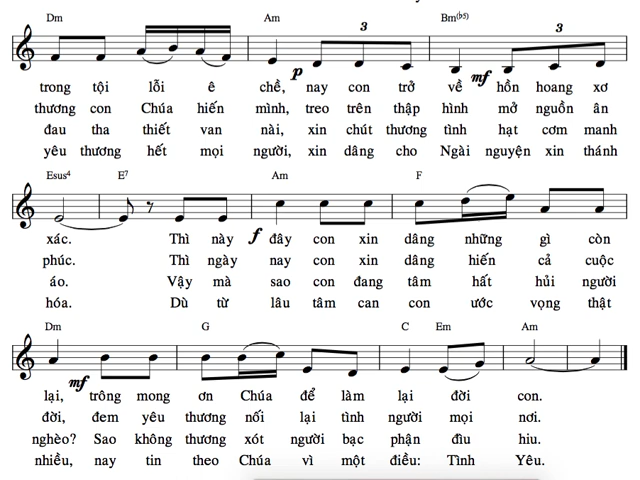 Dm Am Bm(b5)
3 3
p mf
trong tội lỗi ê chề, nay con trở về hồn hoang xơ
thương con Chúa hiến mình, treo trên thập hình mở nguồn ân
đau tha thiết van nài, xin chút thương tình hạt cơm manh
yêu thương hết mọi người, xin dâng cho Ngài nguyện xin thánh
Esus4 E7 Am F
f
xác. Thì này đây con xin dâng những gì còn
phúc. Thì ngày nay con xin dâng hiến cả cuộc
áo. Vậy mà sao con đang tâm hất hủi người
hóa. Dù từ lâu tâm can con ước vọng thật
Dm G C Em Am
mf
lại, trông mong ơn Chúa để làm lại đời con.
đời, đem yêu thương nối lại tình người mọi nơi.
nghèo? Sao không thương xót người bạc phận đìu hiu.
nhiều, nay tin theo Chúa vì một điều: Tình Yêu.